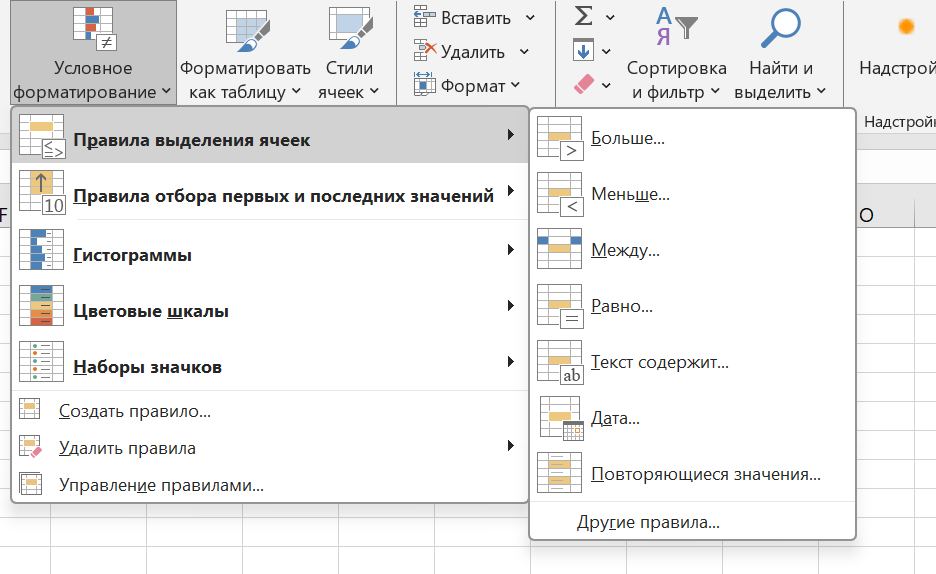 Условное форматирование
Форматировать как таблицу
Стили ячеек
Вставить
Удалить
Формат
Сортировка и фильтр
Найти и выделить
Надстрой
Надстройк
Правила выделения ячеек
Правила отбора первых и последних значений
10
Гистограммы
Цветовые шкалы
Наборы значков
Создать правило...
Удалить правила
Управление правилами...
Больше...
Меньше...
Между...
Равно...
Текст содержит...
ab
Дата...
Повторяющиеся значения...
Другие правила...
F
O
А
Я